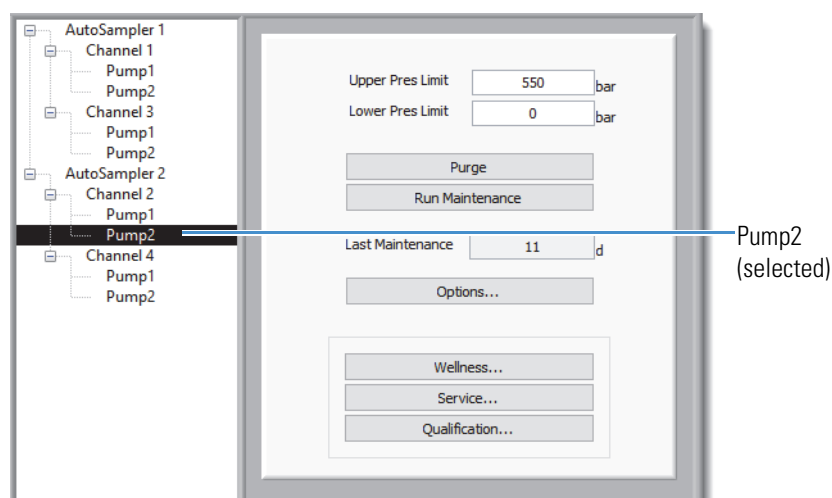 AutoSampler 1
Channel 1
Pump1
Pump2
Channel 3
Pump1
Pump2
AutoSampler 2
Channel 2
Pump1
Pump2
Channel 4
Pump1
Pump2
Upper Pres Limit 550 bar
Lower Pres Limit 0 bar
Purge
Run Maintenance
Last Maintenance 11 d
Options...
Wellness...
Service...
Qualification...
Pump2
(selected)